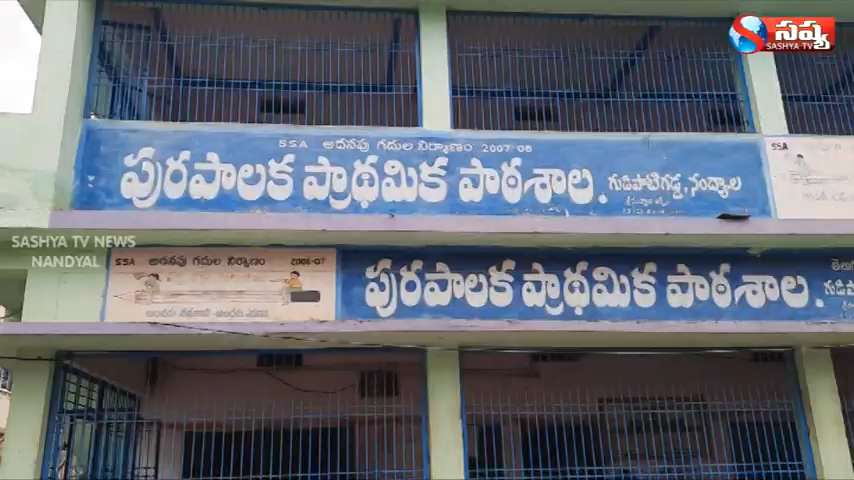 సప్య
SASHYA TV
SSA అదనపు గదుల నిర్మాణం 2007-08
SSA
పురపాలక ప్రాథమిక పాఠశాల. గుడిపాటిగడ్డ, నంద్యాల
SASHYA TV NEWS
NANDYAL
SSA అదనపు గదుల నిర్మాణం 2006-07
పురపాలక ప్రాథమిక పాఠశాల.